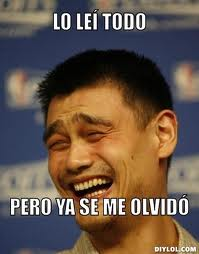 LO LEÍ TODO
PERO YA SE ME OLVIDÓ
DIYLOL.COM